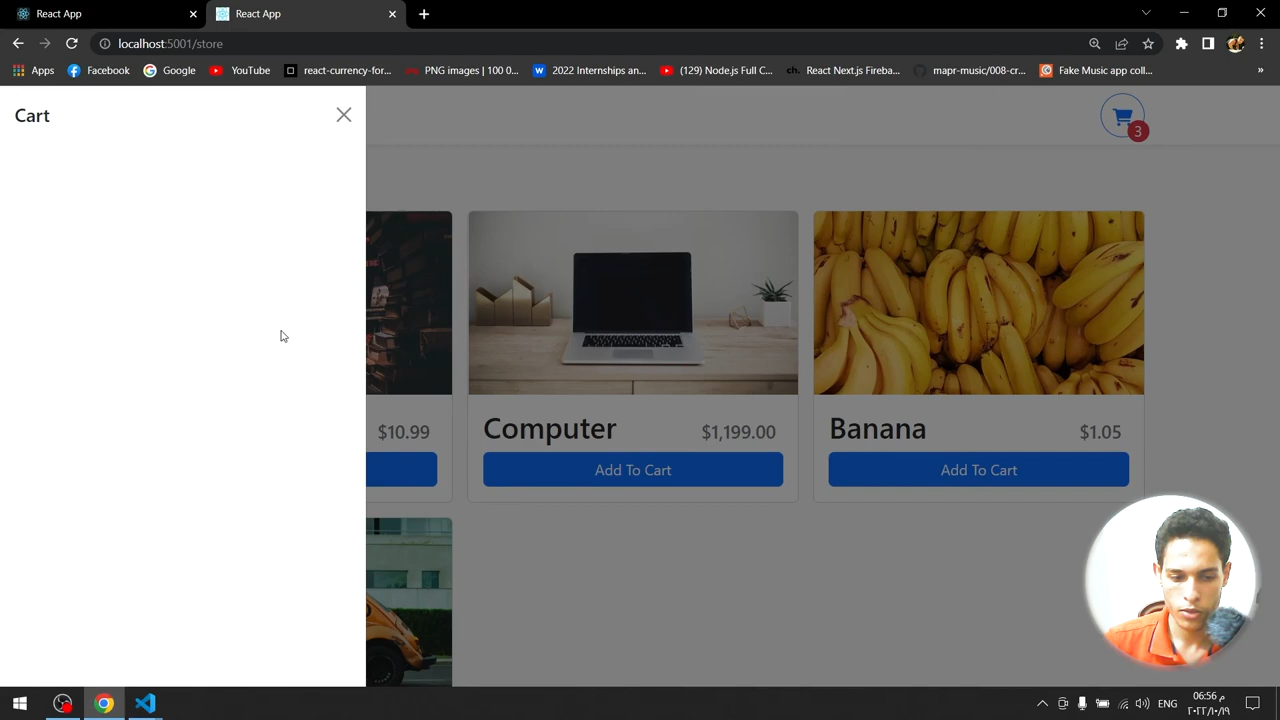 React App
React App
localhost:5001/store
Apps
Facebook
Google
YouTube
react-currency-for...
PNG images | 100 0...
2022 Internships an...
(129) Node.js Full C...
React Next.js Fireba...
mapr-music/008-cr...
Fake Music app coll...
»
Cart
3
$10.99
Computer
$1,199.00
Banana
$1.05
Add To Cart
Add To Cart
ENG
06:56 م
٢٠٢٢/١٠/١٩